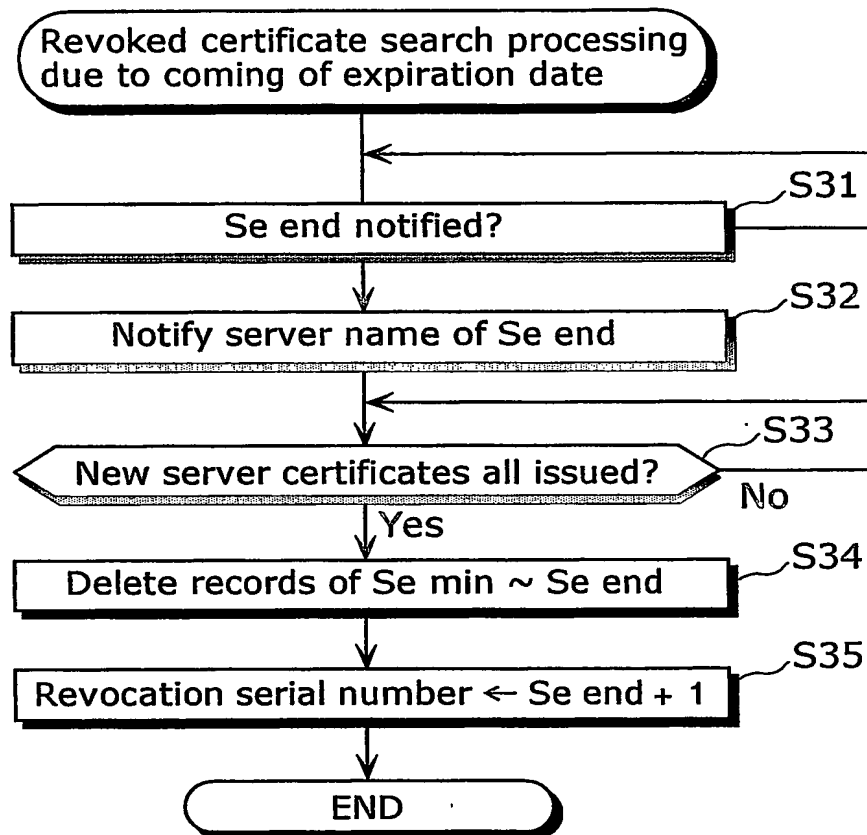 Revoked certificate search processing
due to coming of expiration date
S31
Se end notified?
S32
Notify server name of Se end
S33
New server certificates all issued?
No
Yes
S34
Delete records of Se min ~ Se end
S35
Revocation serial number ← Se end + 1
END